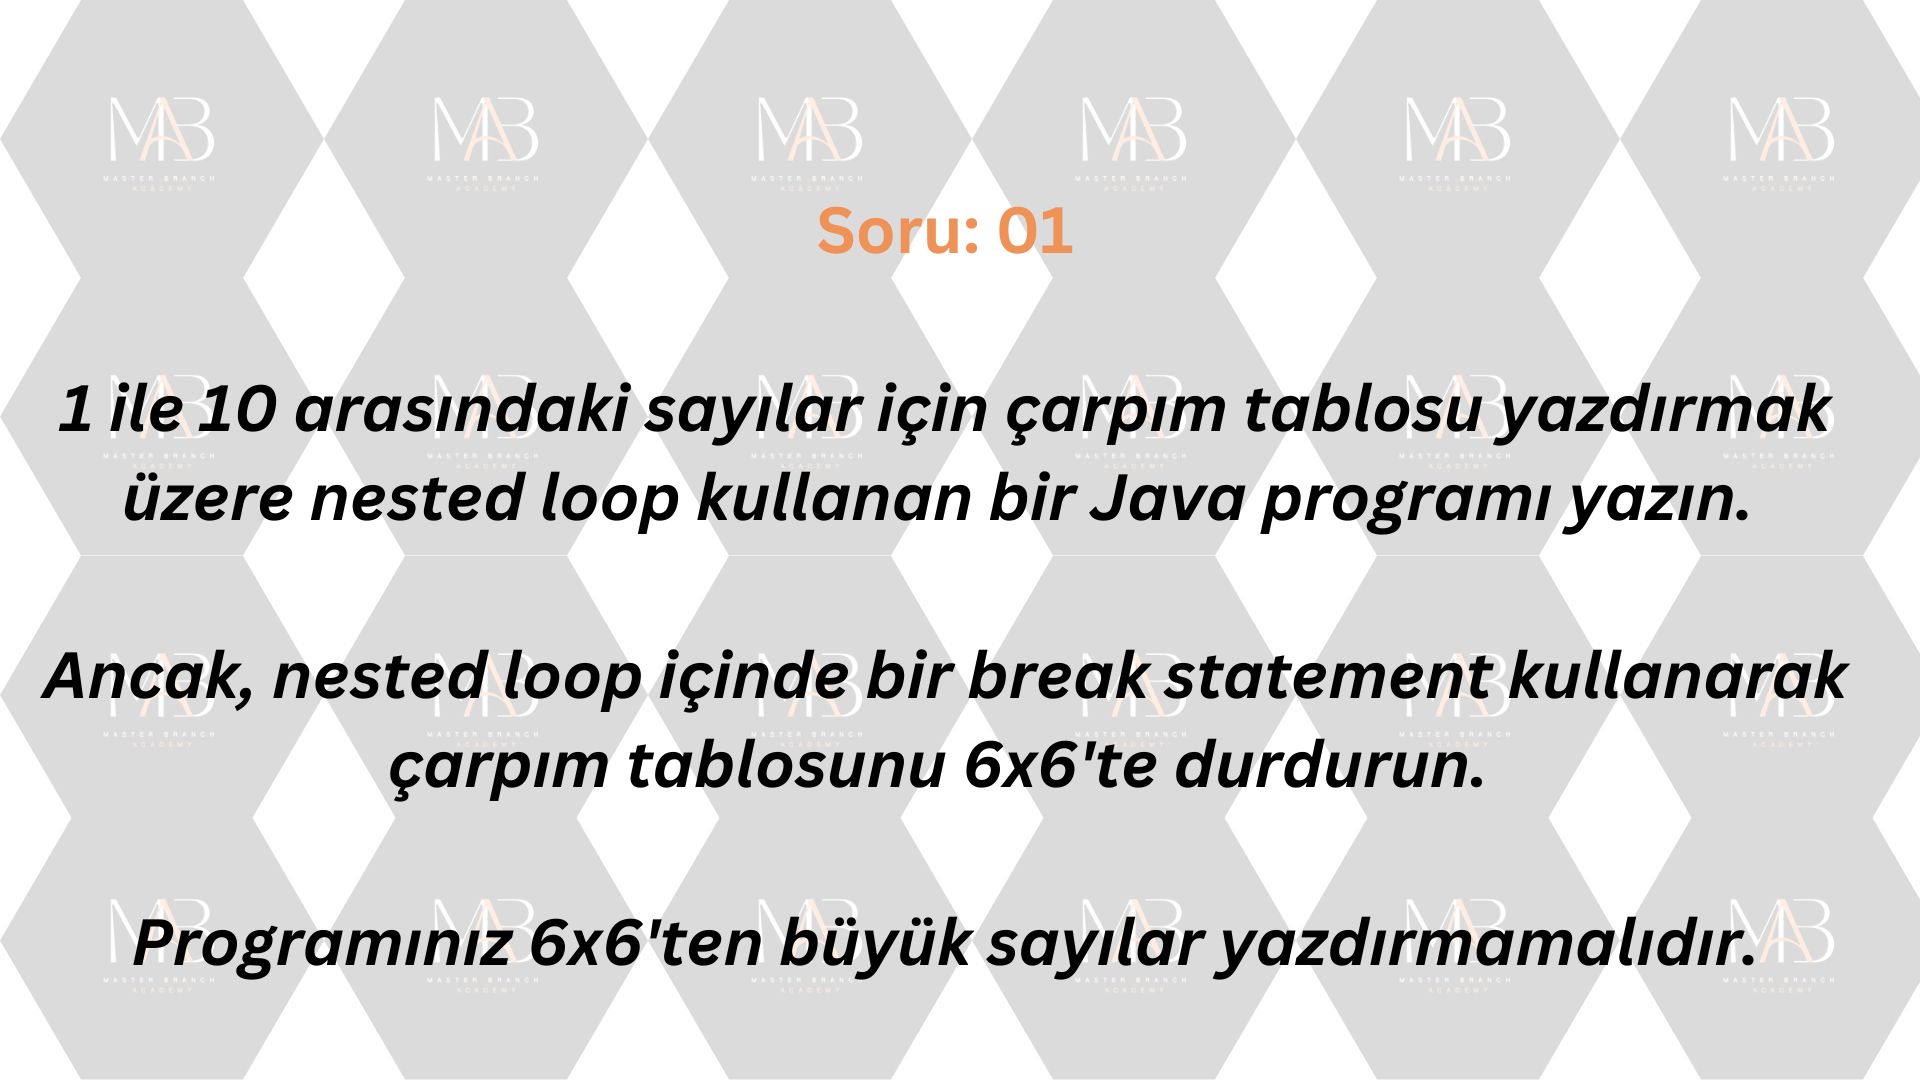 Soru: 01
1 ile 10 arasındaki sayılar için çarpım tablosu yazdırmak
üzere nested loop kullanan bir Java programı yazın.
Ancak, nested loop içinde bir break statement kullanarak
çarpım tablosunu 6x6'te durdurun.
Programınız 6x6'ten büyük sayılar yazdırmamalıdır.
MAB
MASTER BRANCH
ACADEMY